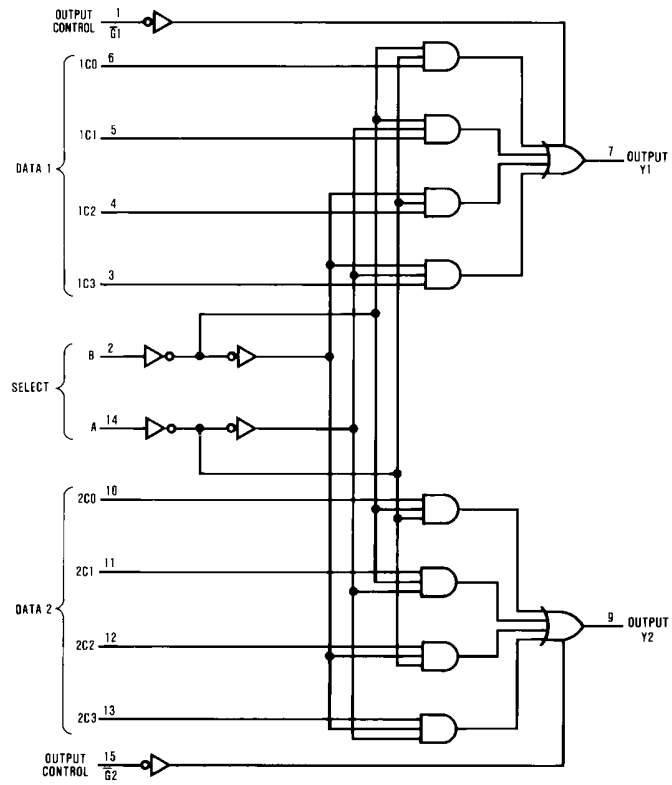 OUTPUT
CONTROL
1
G1
1C0 6
1C1 5
DATA 1
1C2 4
1C3 3
7 OUTPUT
Y1
B 2
SELECT
A 14
2C0 10
2C1 11
DATA 2
2C2 12
2C3 13
9 OUTPUT
Y2
OUTPUT
CONTROL
15
G2